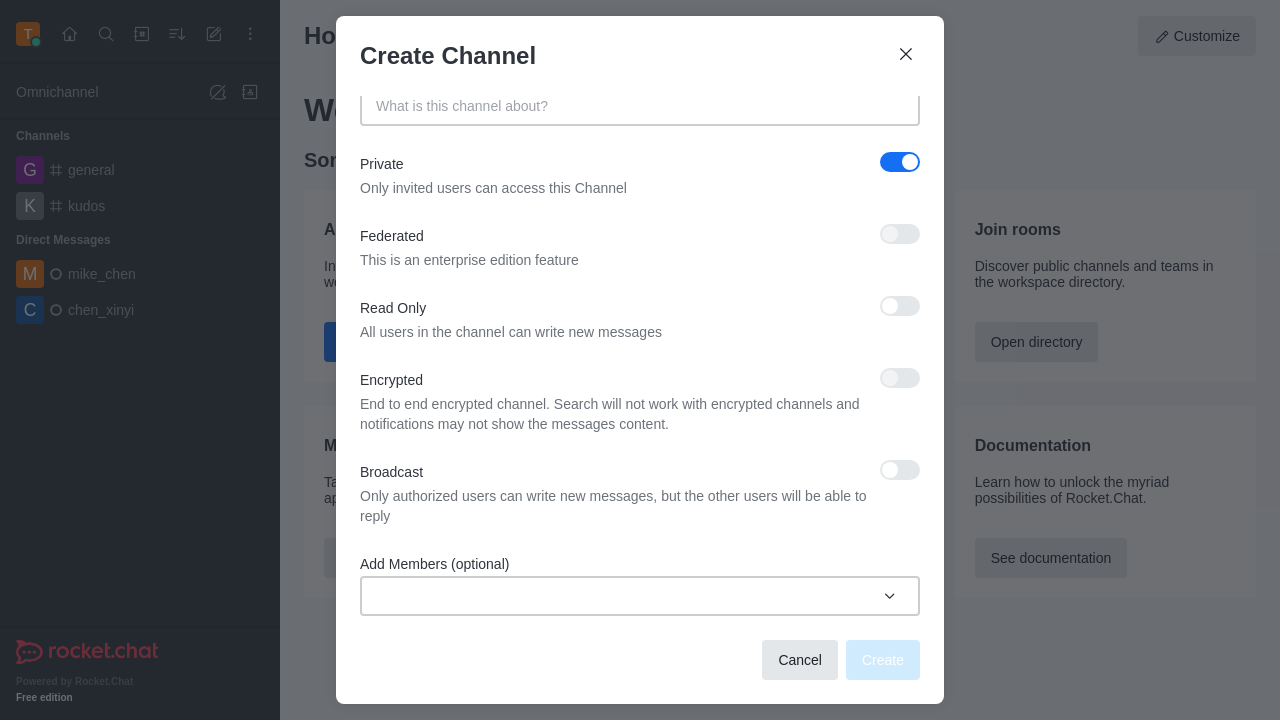 T
Omnichannel
Channels
G general
K kudos
Direct Messages
M mike_chen
C chen_xinyi
rocket.chat
Powered by Rocket.Chat
Free edition
Customize
Create Channel
What is this channel about?
Private
Only invited users can access this Channel
Federated
This is an enterprise edition feature
Read Only
All users in the channel can write new messages
Encrypted
End to end encrypted channel. Search will not work with encrypted channels and
notifications may not show the messages content.
Broadcast
Only authorized users can write new messages, but the other users will be able to
reply
Add Members (optional)
Cancel
Create
Join rooms
Discover public channels and teams in
the workspace directory.
Open directory
Documentation
Learn how to unlock the myriad
possibilities of Rocket.Chat.
See documentation